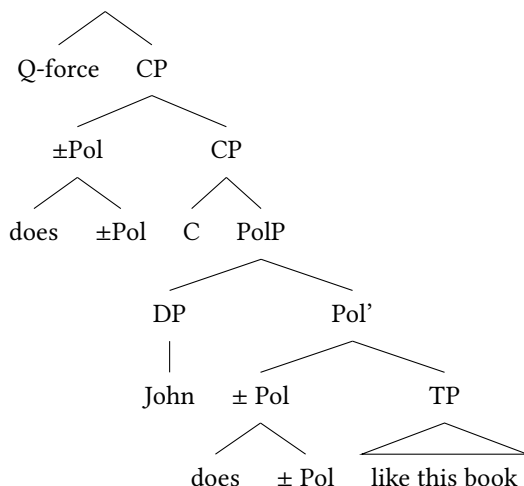 Q-force CP
±Pol CP
does ±Pol C PolP
DP Pol’
John ± Pol TP
does ± Pol like this book